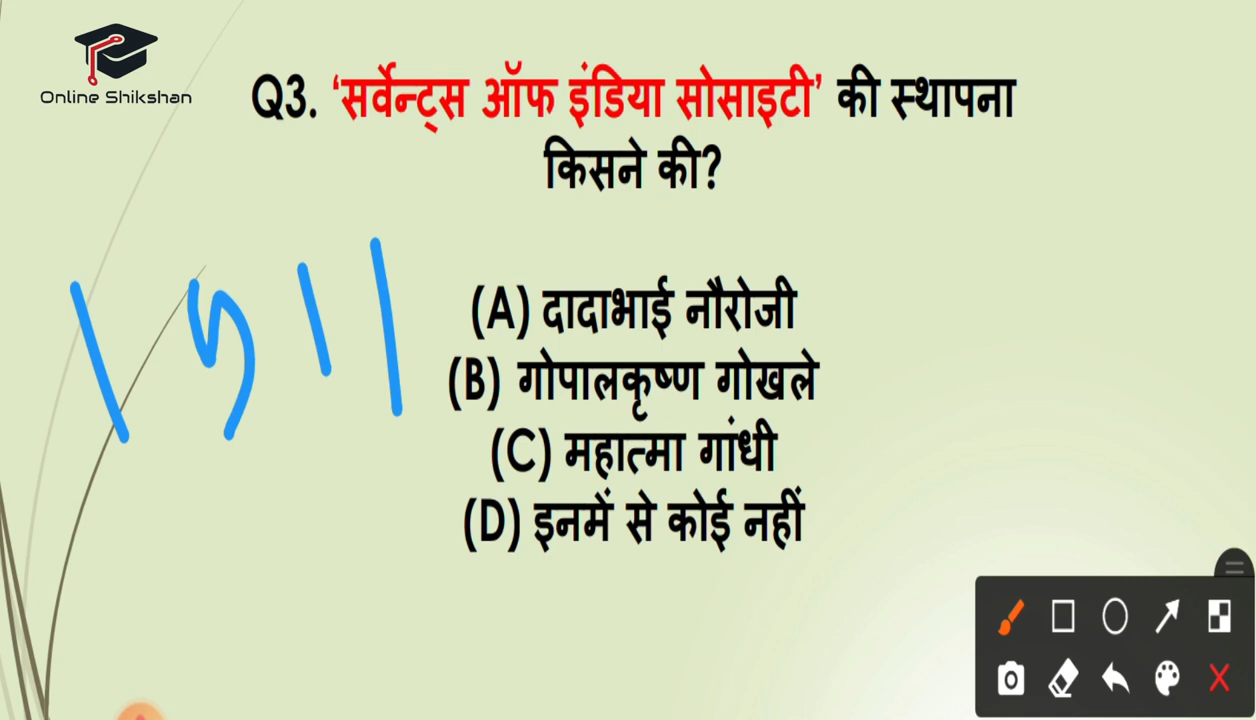 Online Shikshan
Q3. ‘सर्वेन्ट्स ऑफ इंडिया सोसाइटी’ की स्थापना
किसने की?
(A) दादाभाई नौरोजी
(B) गोपालकृष्ण गोखले
(C) महात्मा गांधी
(D) इनमें से कोई नहीं